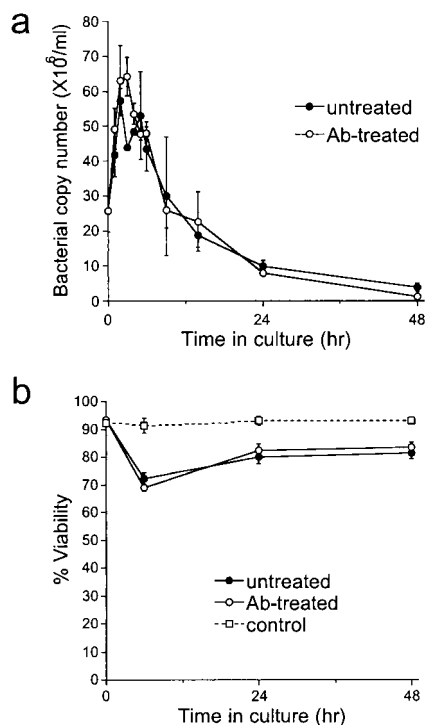 a
Bacterial copy number (X10⁶/ml)
80
70
60
50
40
30
20
10
0
untreated
Ab-treated
0
24
48
Time in culture (hr)
b
% Viability
100
90
80
70
60
50
40
30
20
10
0
untreated
Ab-treated
control
0
24
48
Time in culture (hr)